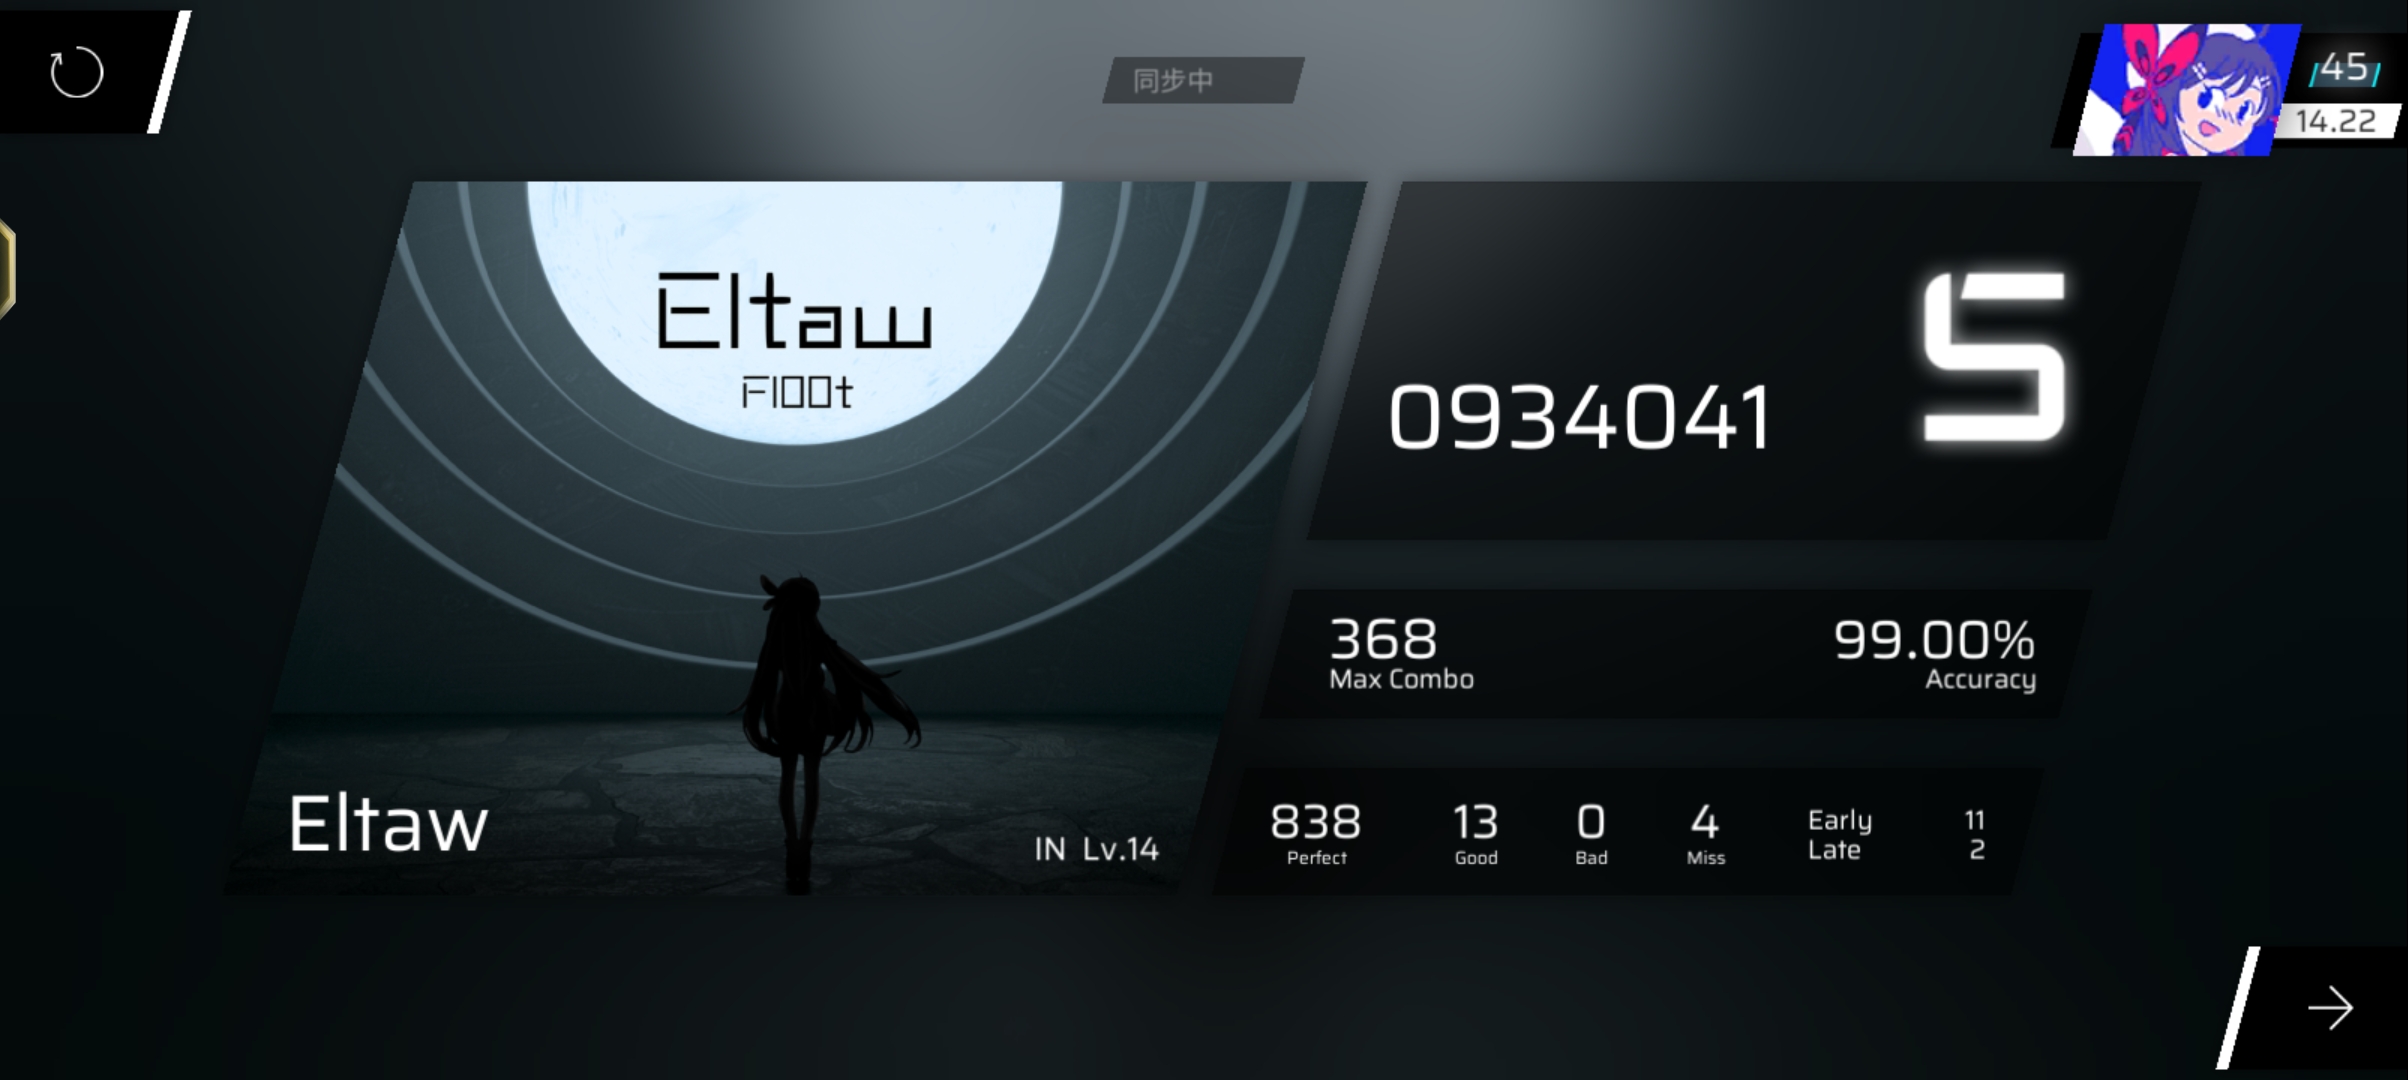 同步中
45
14.22
Eltaw
Fl00t
0934041
S
368
Max Combo
99.00%
Accuracy
Eltaw
IN Lv.14
838
Perfect
13
Good
0
Bad
4
Miss
Early 11
Late 2